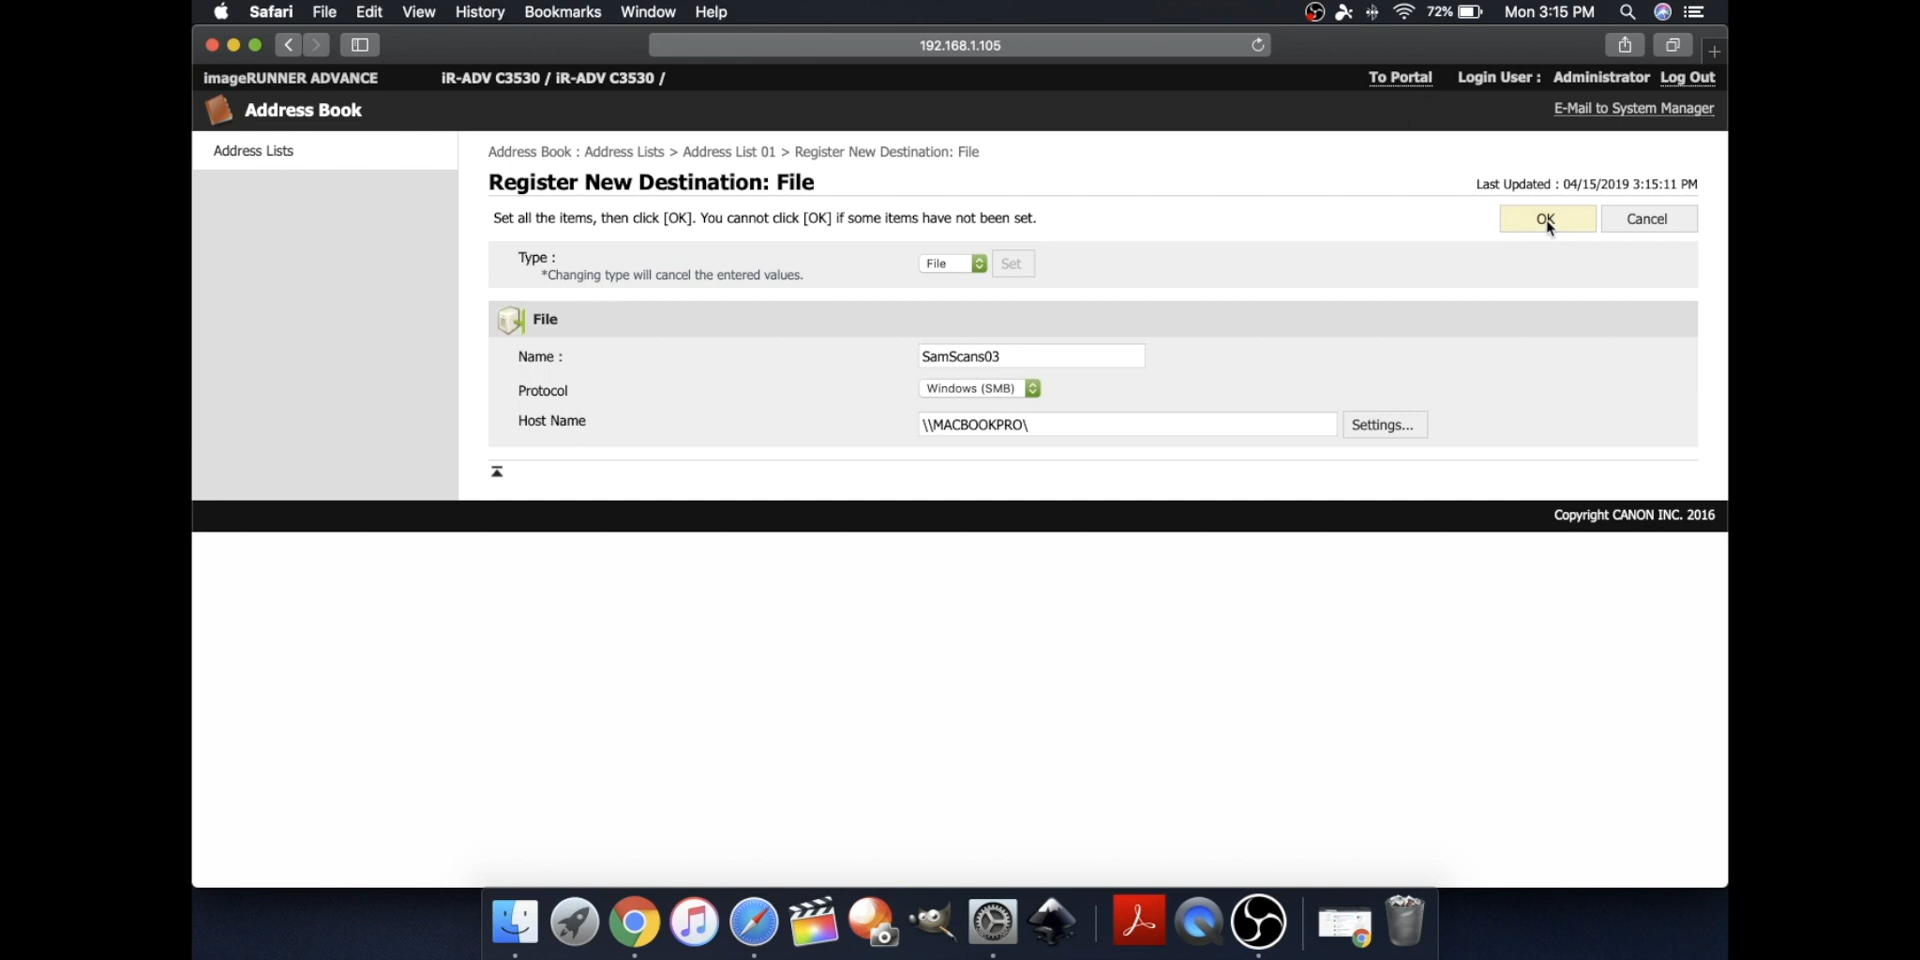 Safari File Edit View History Bookmarks Window Help 72% Mon 3:15 PM
192.168.1.105
imageRUNNER ADVANCE iR-ADV C3530 / iR-ADV C3530 / To Portal Login User : Administrator Log Out
Address Book E-Mail to System Manager
Address Lists
Address Book : Address Lists > Address List 01 > Register New Destination: File
Register New Destination: File Last Updated : 04/15/2019 3:15:11 PM
Set all the items, then click [OK]. You cannot click [OK] if some items have not been set. OK Cancel
Type : File Set
*Changing type will cancel the entered values.
File
Name : SamScans03
Protocol Windows (SMB)
Host Name \\MACBOOKPRO\ Settings...
Copyright CANON INC. 2016